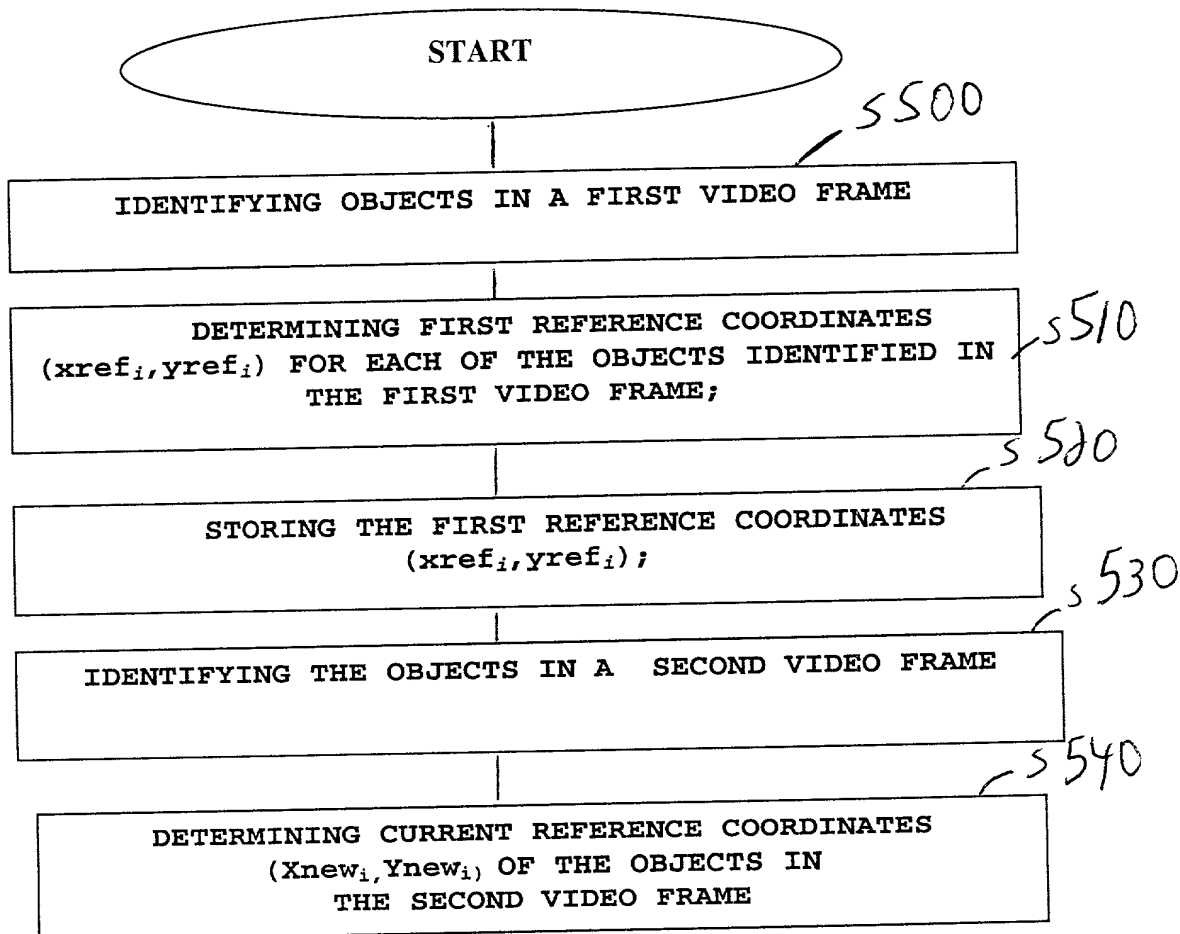 START
s500
IDENTIFYING OBJECTS IN A FIRST VIDEO FRAME
DETERMINING FIRST REFERENCE COORDINATES
(xrefᵢ,yrefᵢ) FOR EACH OF THE OBJECTS IDENTIFIED IN
THE FIRST VIDEO FRAME;
s510
s520
STORING THE FIRST REFERENCE COORDINATES
(xrefᵢ,yrefᵢ);
s530
IDENTIFYING THE OBJECTS IN A SECOND VIDEO FRAME
s540
DETERMINING CURRENT REFERENCE COORDINATES
(Xnewᵢ,Ynewᵢ) OF THE OBJECTS IN
THE SECOND VIDEO FRAME